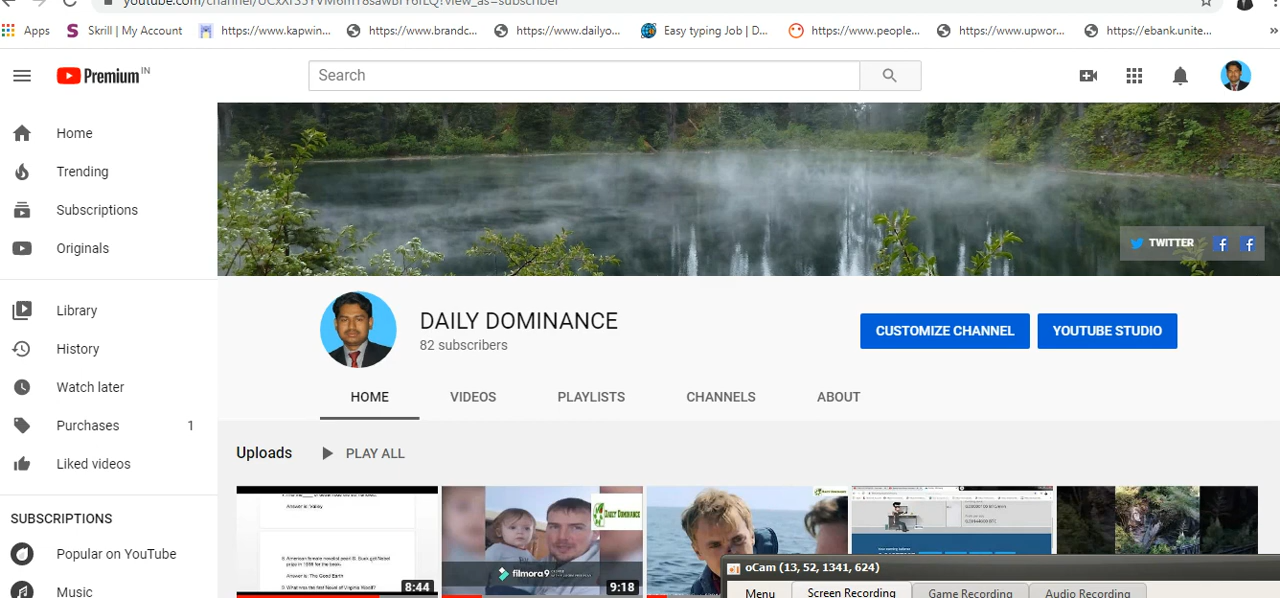 Apps
Skrill | My Account
https://www.kapwin...
https://www.brandc...
https://www.dailyo...
Easy typing Job | D...
https://www.people...
https://www.upwor...
https://ebank.unite...
»
Premium IN
Search
Home
Trending
Subscriptions
Originals
TWITTER
DAILY DOMINANCE
82 subscribers
CUSTOMIZE CHANNEL
YOUTUBE STUDIO
Library
History
Watch later
Purchases 1
Liked videos
HOME
VIDEOS
PLAYLISTS
CHANNELS
ABOUT
Uploads
PLAY ALL
SUBSCRIPTIONS
Popular on YouTube
Music
Answer is: The Good Earth
8:44
DAILY DOMINANCE
filmora9
9:18
oCam (13, 52, 1341, 624)
Menu
Screen Recording
Game Recording
Audio Recording